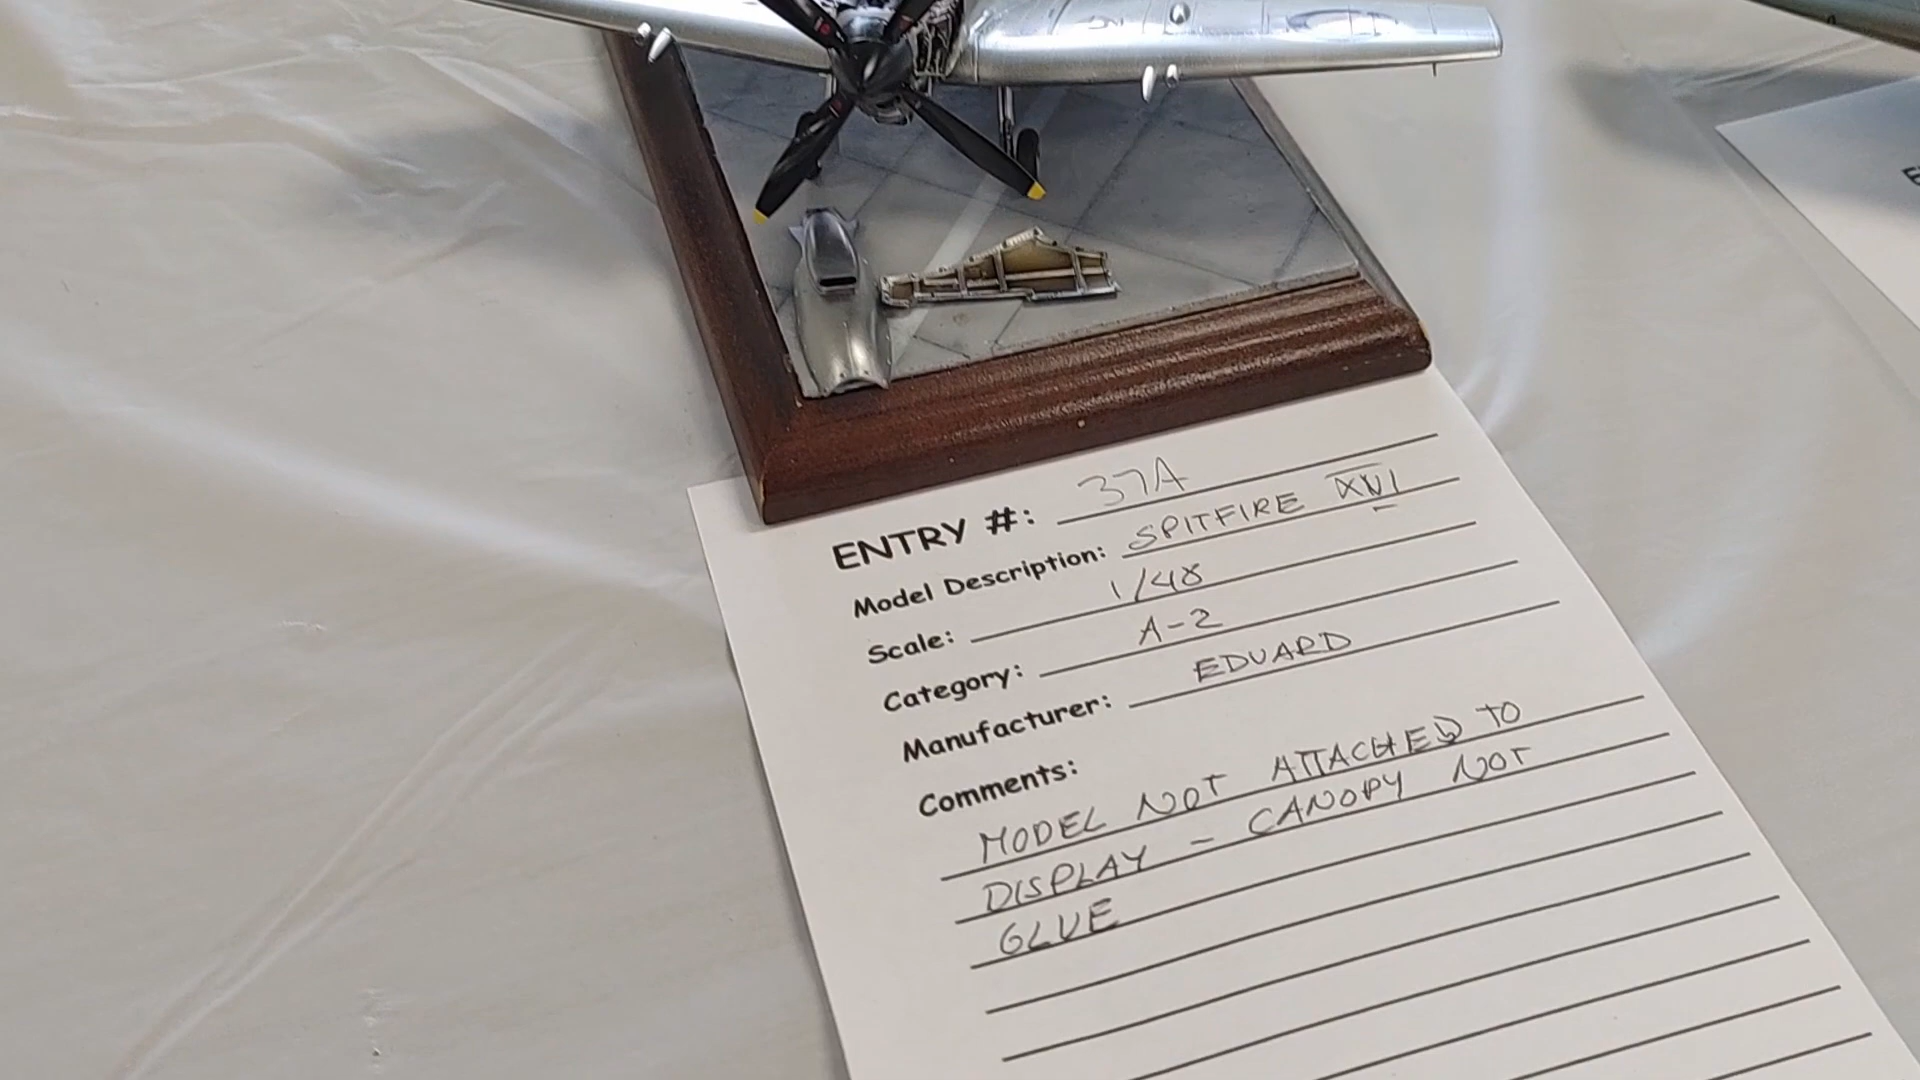 ENTRY #: 37A
Model Description: SPITFIRE XVI
Scale: 1/48
Category: A-2
Manufacturer: EDUARD
Comments:
MODEL NOT ATTACHED TO
DISPLAY - CANOPY NOT
GLUE